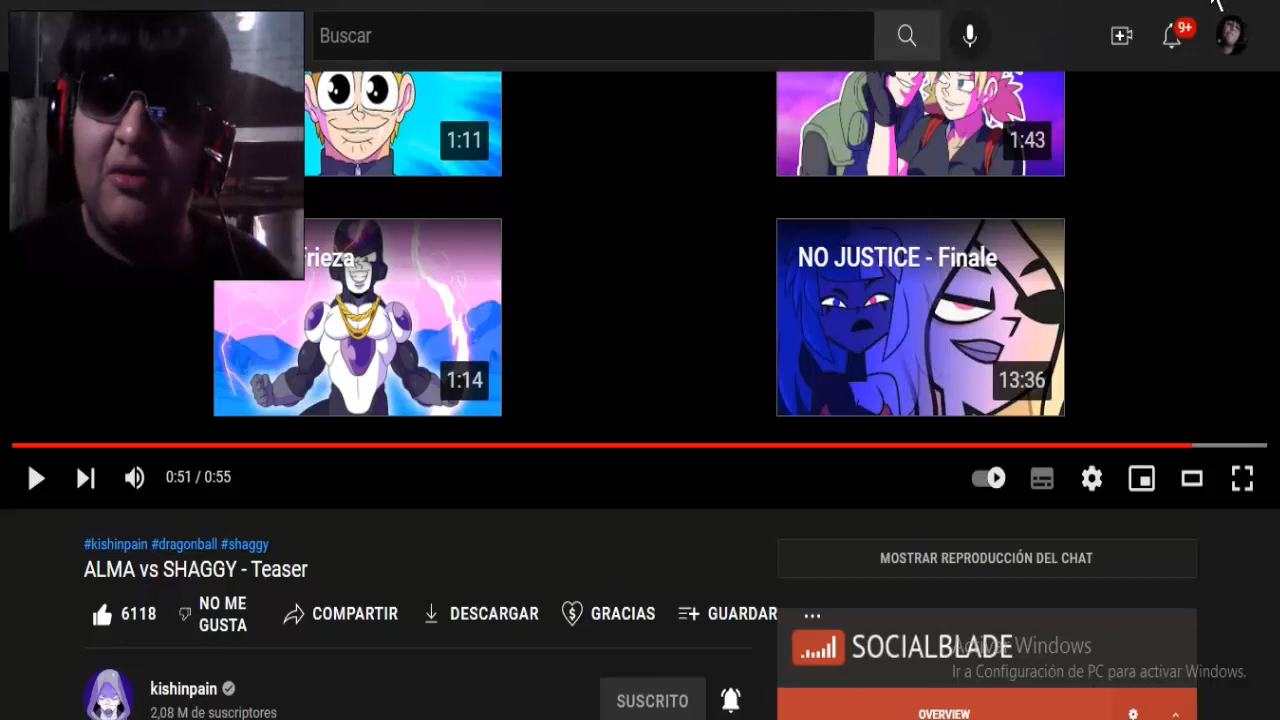 Buscar
9+
1:11
1:43
rieza
NO JUSTICE - Finale
1:14
13:36
0:51 / 0:55
#kishinpain #dragonball #shaggy
ALMA vs SHAGGY - Teaser
MOSTRAR REPRODUCCIÓN DEL CHAT
6118
NO ME
GUSTA
COMPARTIR
DESCARGAR
GRACIAS
GUARDAR
...
SOCIALBLADE
Activar Windows
Ir a Configuración de PC para activar Windows.
kishinpain
2,08 M de suscriptores
SUSCRITO
OVERVIEW